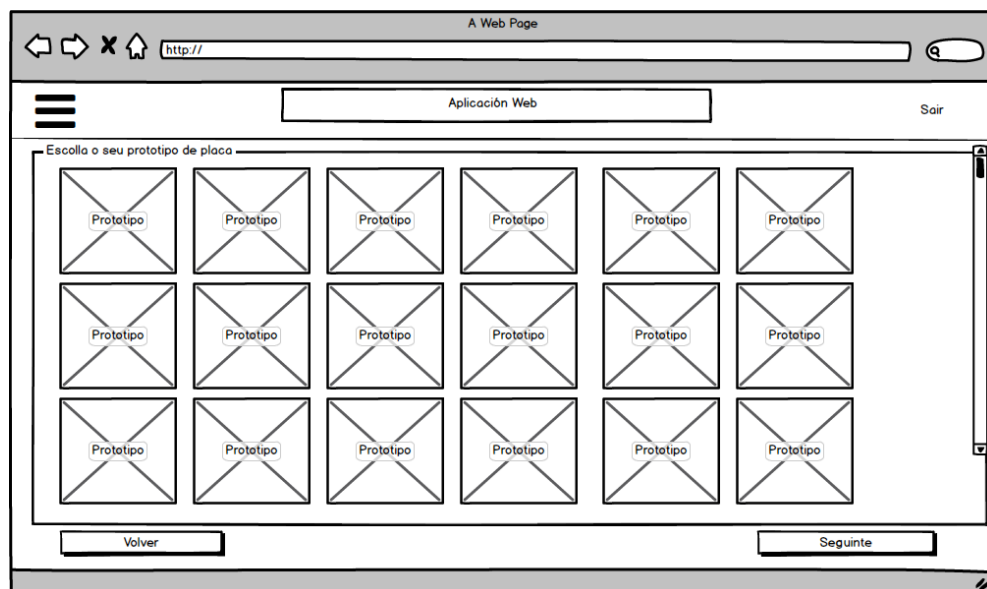 A Web Page
http://
Aplicación Web
Sair
Escolla o seu prototipo de placa
Prototipo Prototipo Prototipo Prototipo Prototipo Prototipo
Prototipo Prototipo Prototipo Prototipo Prototipo Prototipo
Prototipo Prototipo Prototipo Prototipo Prototipo Prototipo
Volver Seguinte